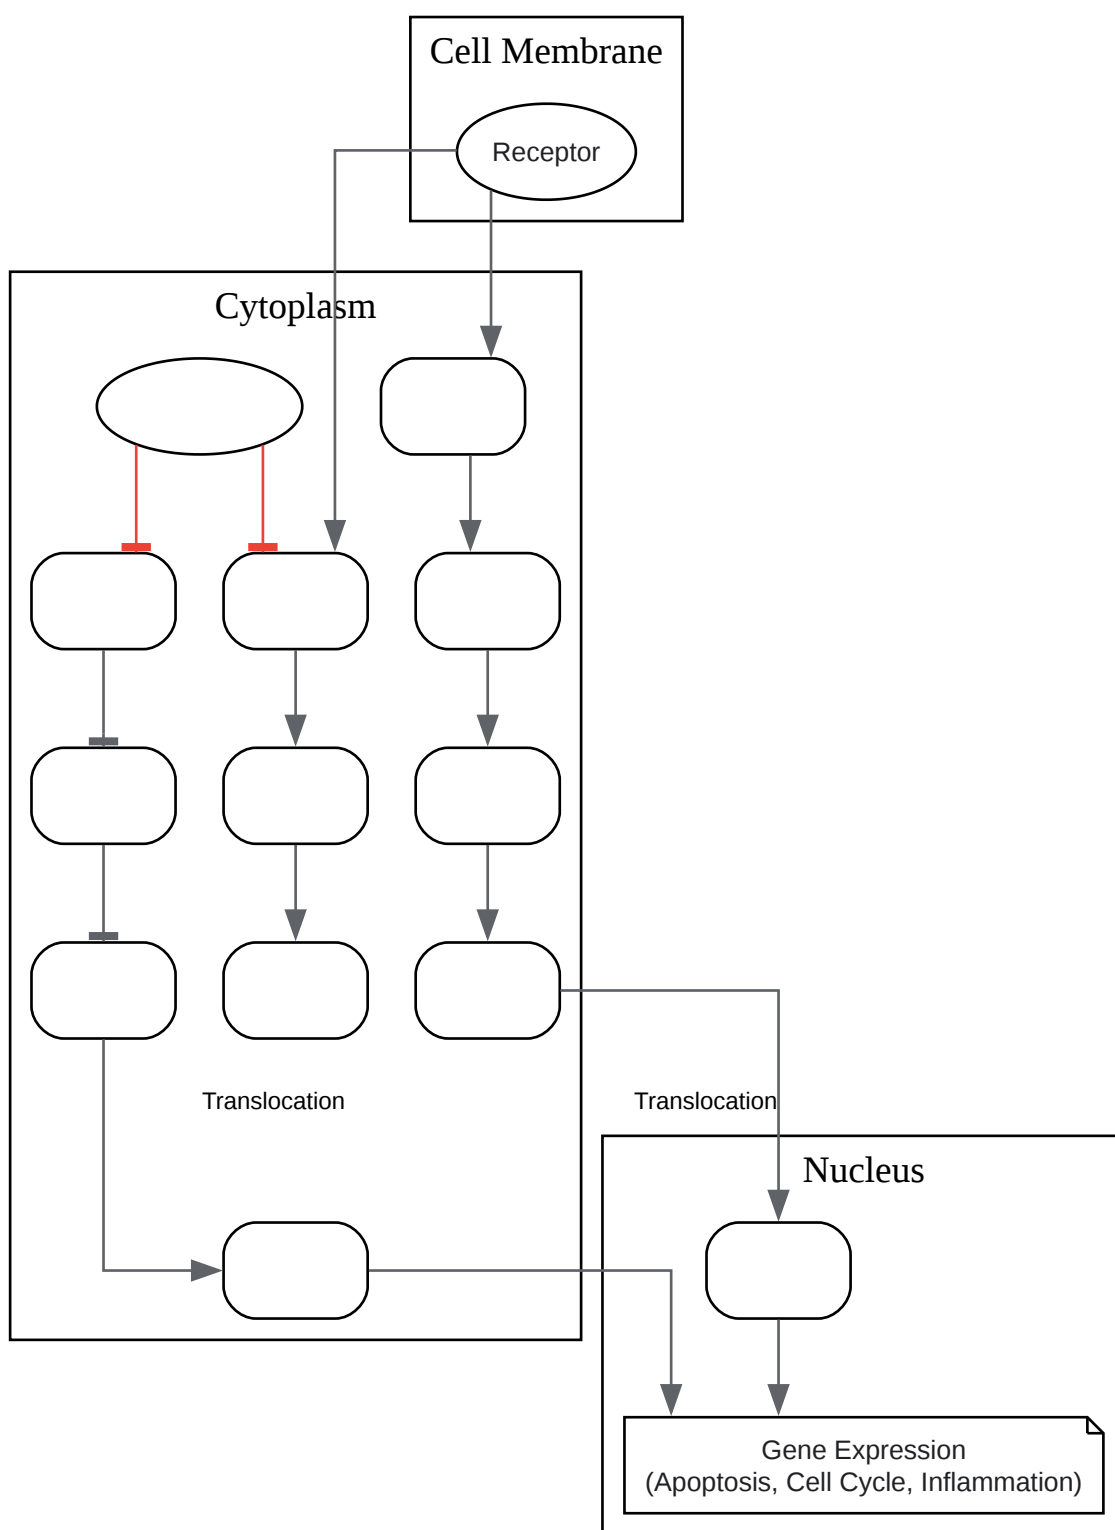 Cell Membrane
Receptor
Cytoplasm
Translocation
Translocation
Nucleus
Gene Expression
(Apoptosis, Cell Cycle, Inflammation)